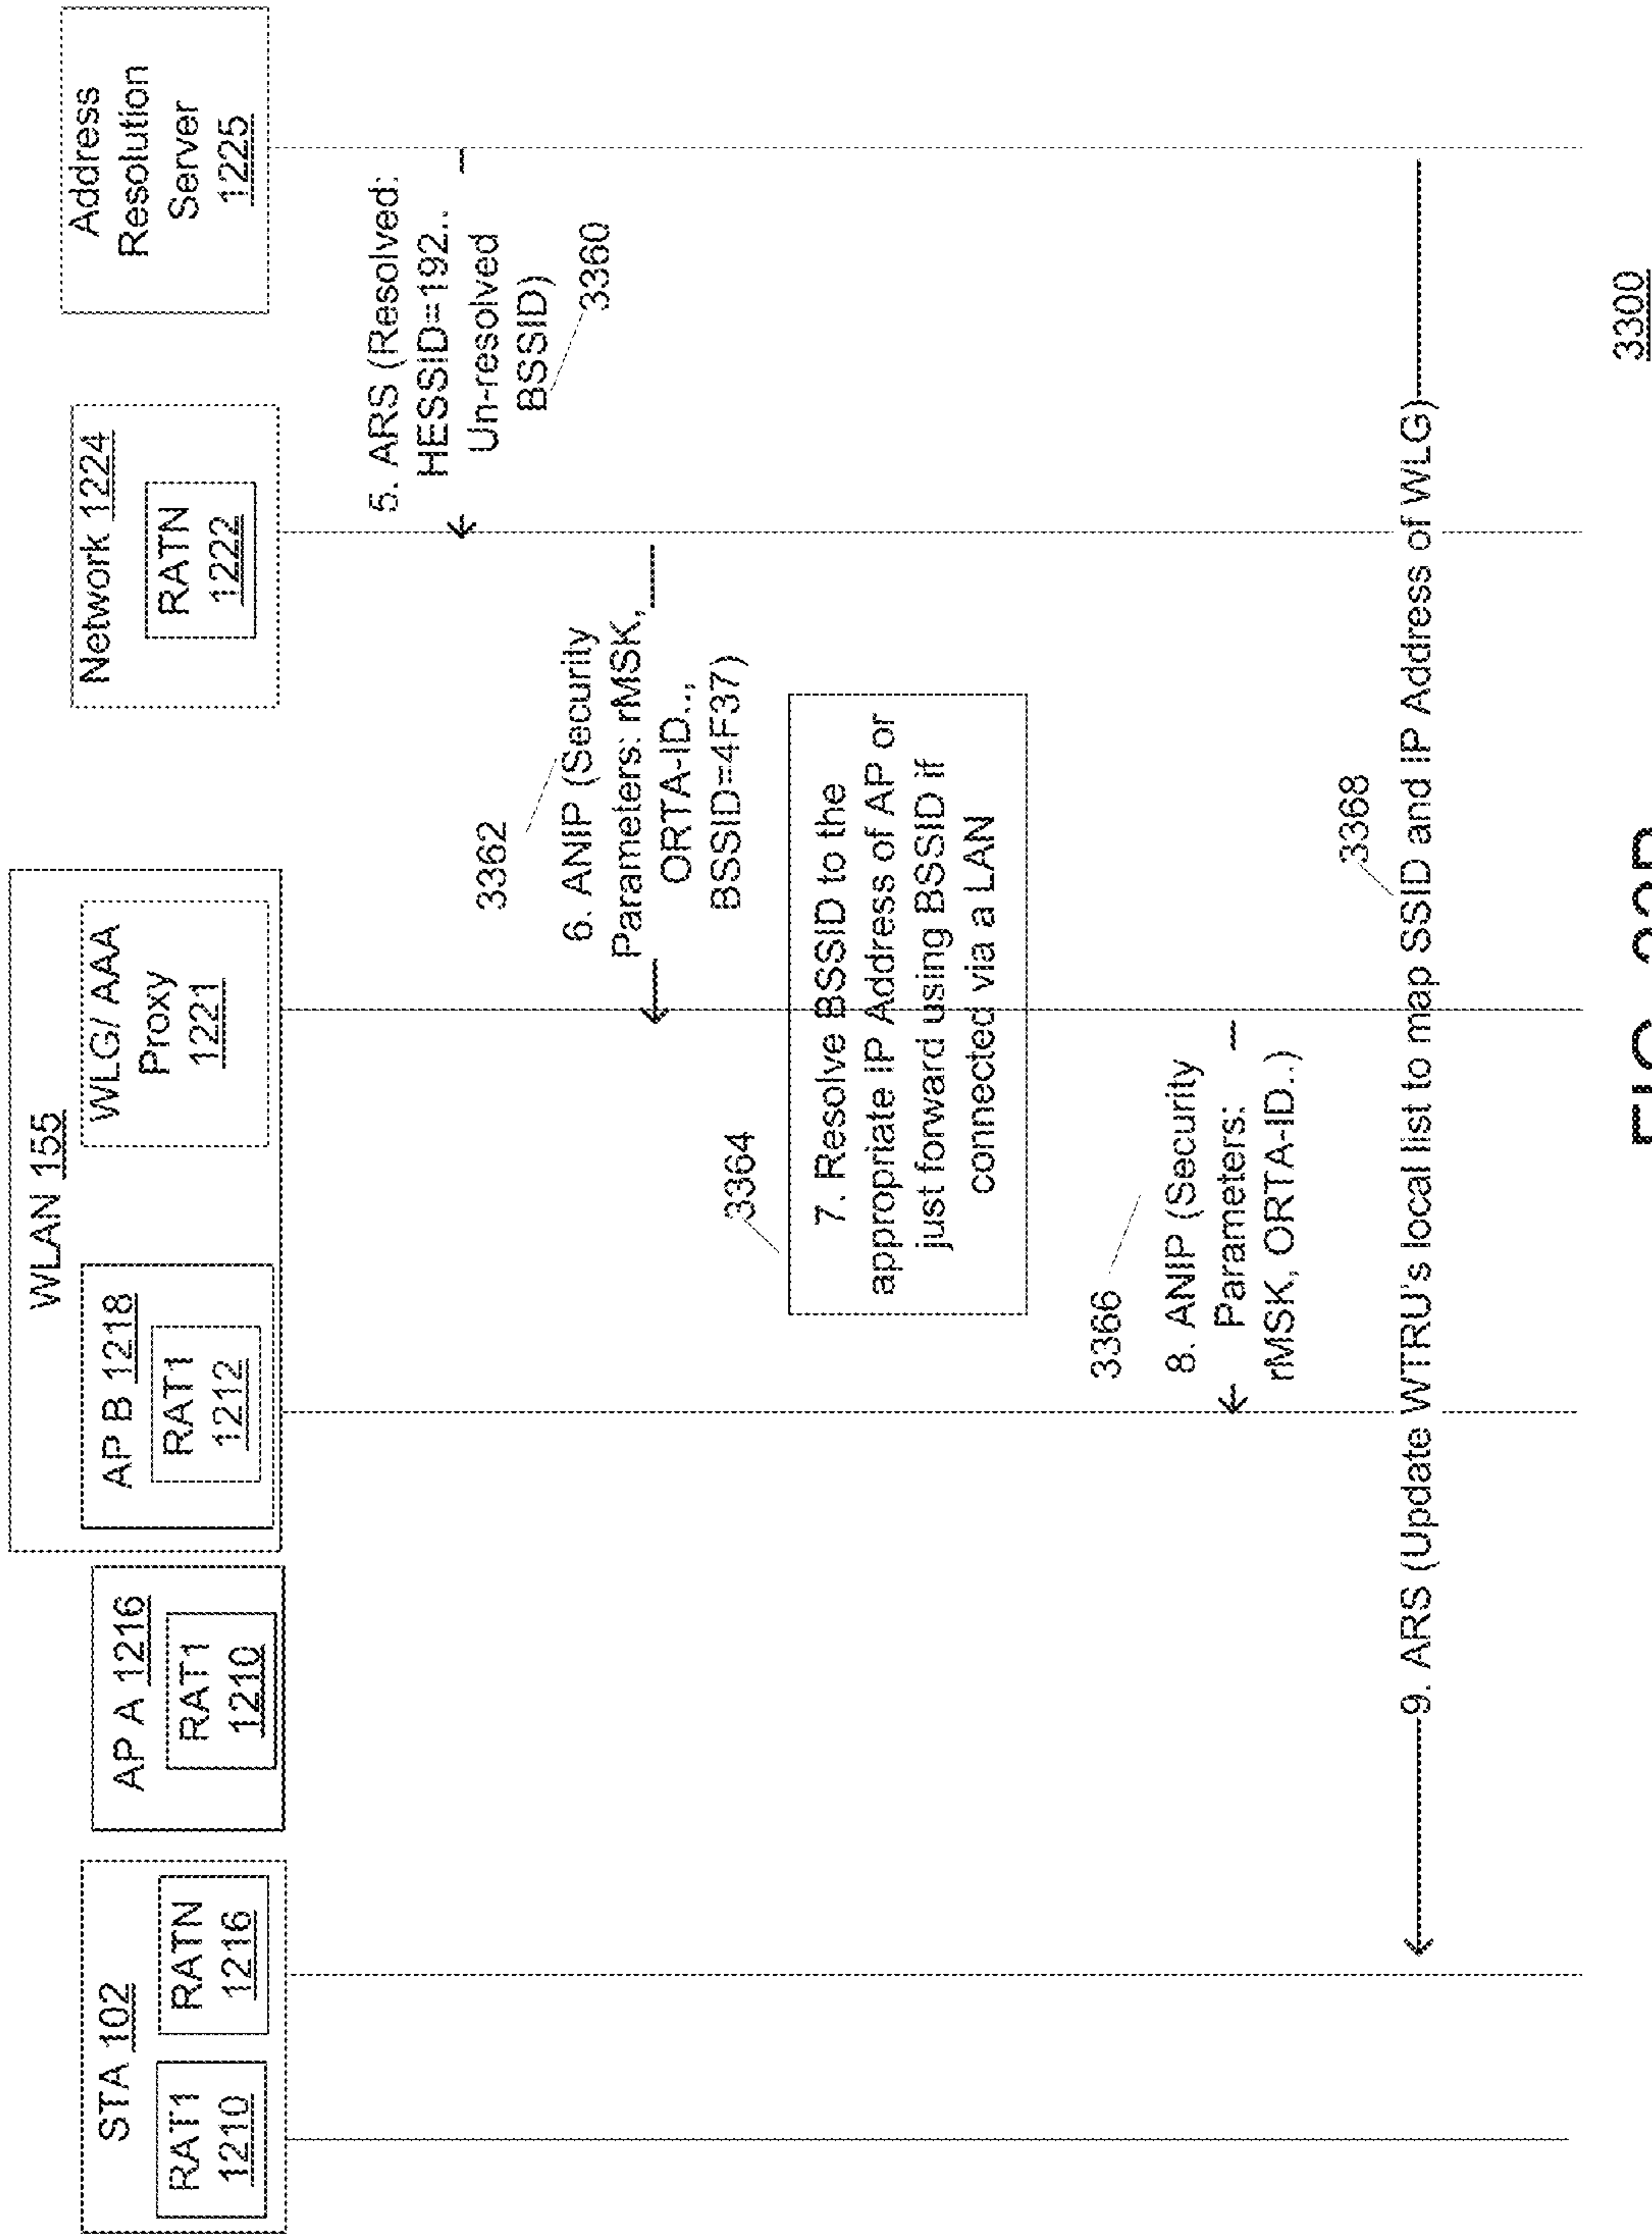 STA 102
RAT1
1210
RATN
1216
AP A 1216
RAT1
1210
WLAN 155
AP B 1218
RAT1
1212
WLG/ AAA
Proxy
1221
Network 1224
RATN
1222
Address
Resolution
Server
1225
5. ARS (Resolved:
HESSID=192..
Un-resolved
BSSID)
3360
3362
6. ANIP (Security
Parameters: rMSK,
ORTA-ID..,
BSSID=4F37)
3364
7. Resolve BSSID to the
appropriate IP Address of AP or
just forward using BSSID if
connected via a LAN
3366
8. ANIP (Security
Parameters:
rMSK, ORTA-ID..)
3368
9. ARS (Update WTRU's local list to map SSID and IP Address of WLG)
3300